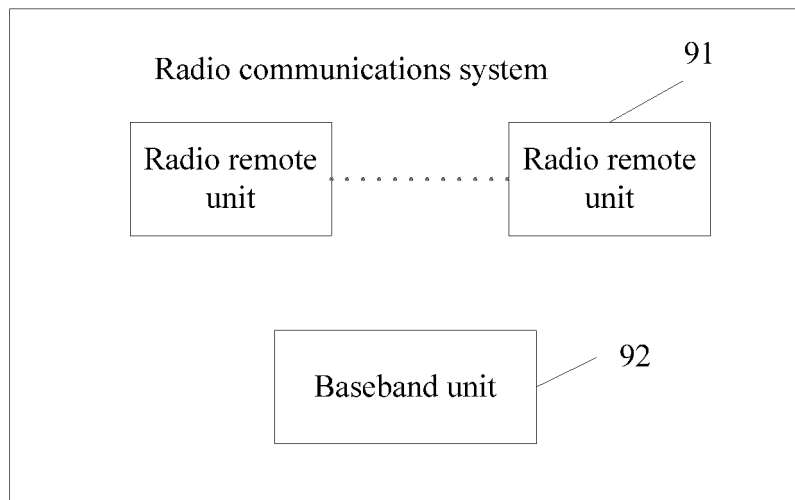 Radio communications system
91
Radio remote
unit
Radio remote
unit
Baseband unit
92